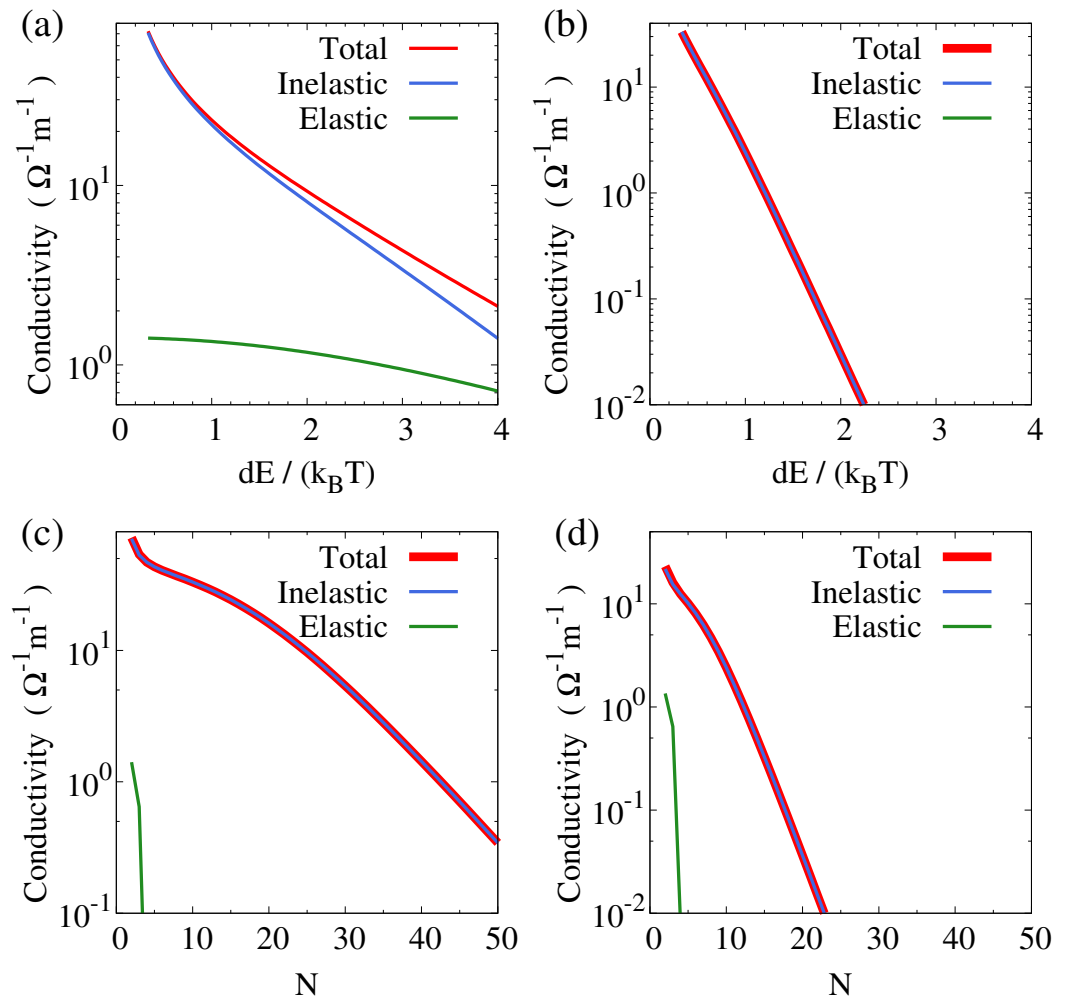 (a)
Total
Inelastic
Elastic
Conductivity ( Ω⁻¹m⁻¹ )
10¹
10⁰
0 1 2 3 4
dE / (k_BT)
(b)
Total
Inelastic
Elastic
Conductivity ( Ω⁻¹m⁻¹ )
10¹
10⁰
10⁻¹
10⁻²
0 1 2 3 4
dE / (k_BT)
(c)
Total
Inelastic
Elastic
Conductivity ( Ω⁻¹m⁻¹ )
10¹
10⁰
10⁻¹
0 10 20 30 40 50
N
(d)
Total
Inelastic
Elastic
Conductivity ( Ω⁻¹m⁻¹ )
10¹
10⁰
10⁻¹
10⁻²
0 10 20 30 40 50
N